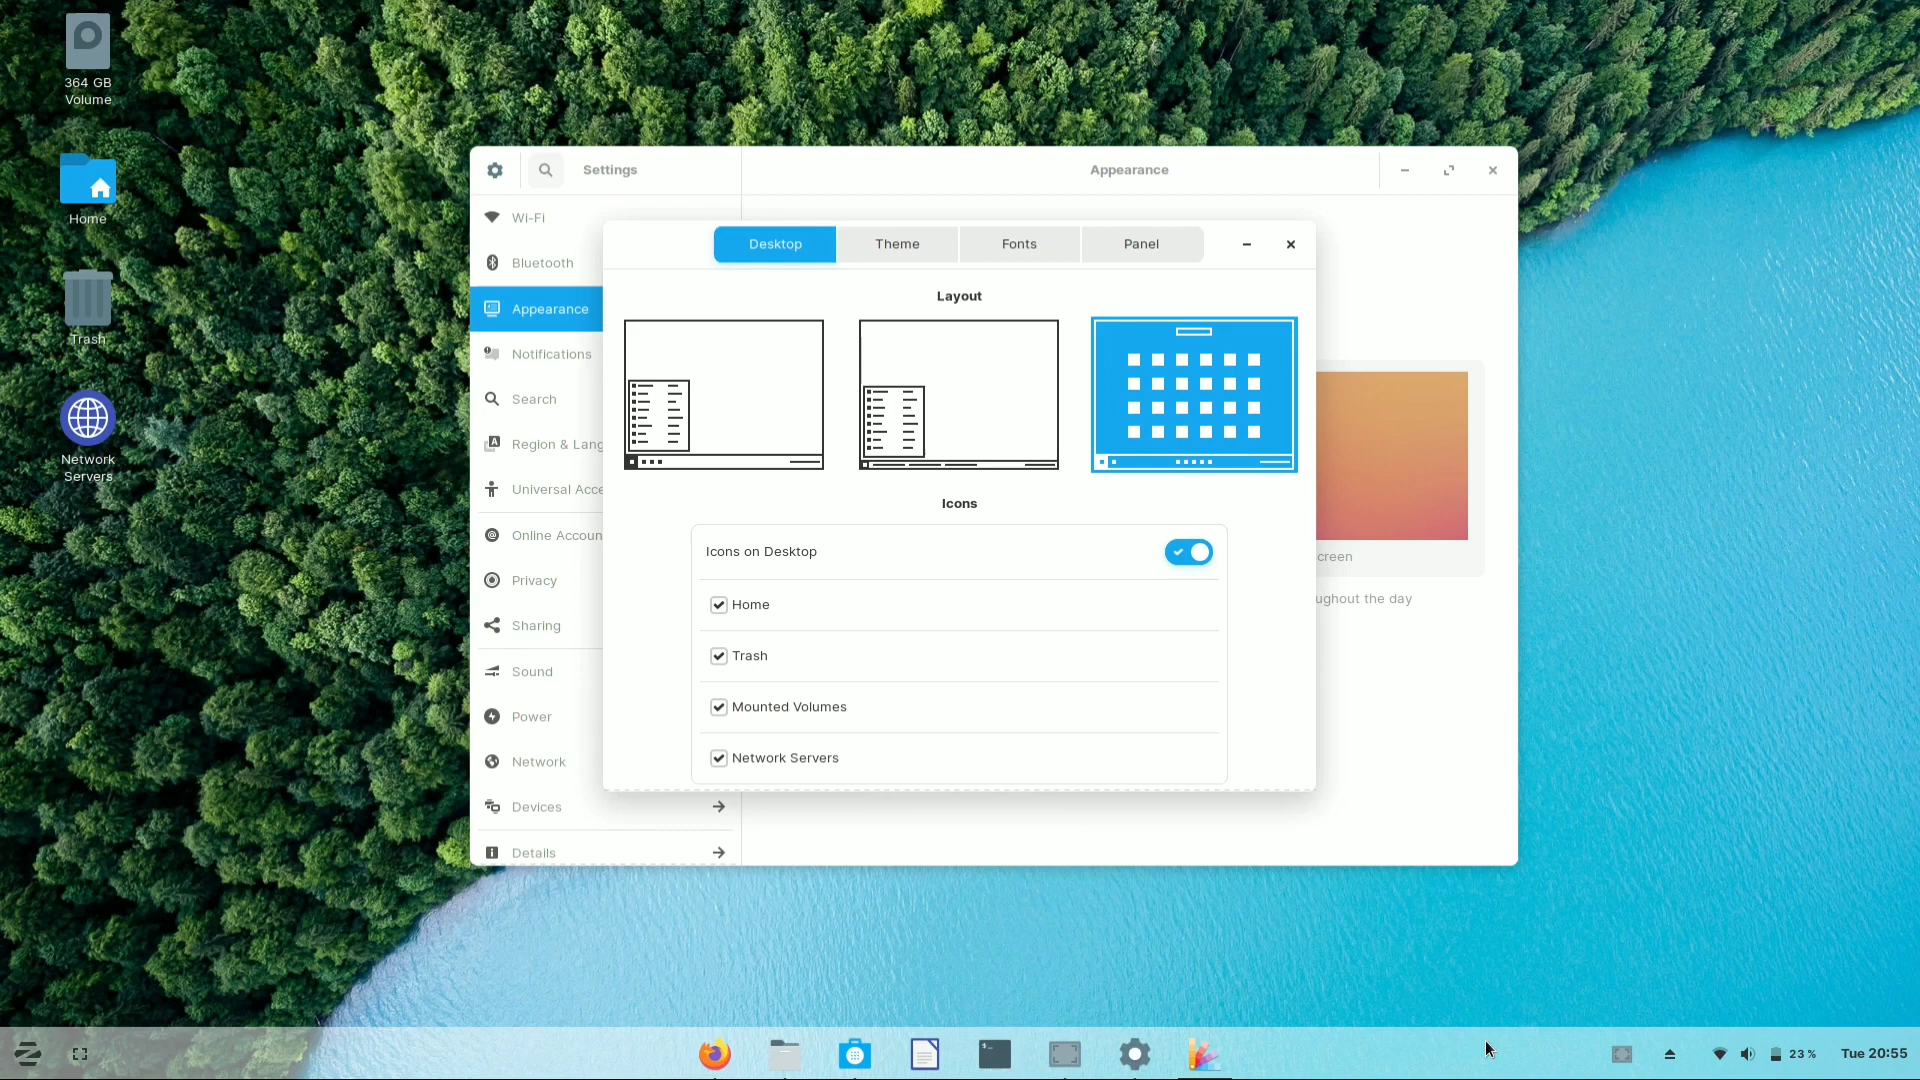 364 GB
Volume
Home
Trash
Network
Servers
Settings
Appearance
Wi-Fi
Bluetooth
Appearance
Notifications
Search
Region & Lang
Universal Acce
Online Accoun
Privacy
Sharing
Sound
Power
Network
Devices
Details
Desktop
Theme
Fonts
Panel
Layout
Icons
Icons on Desktop
Home
Trash
Mounted Volumes
Network Servers
creen
ughout the day
23 %
Tue 20:55